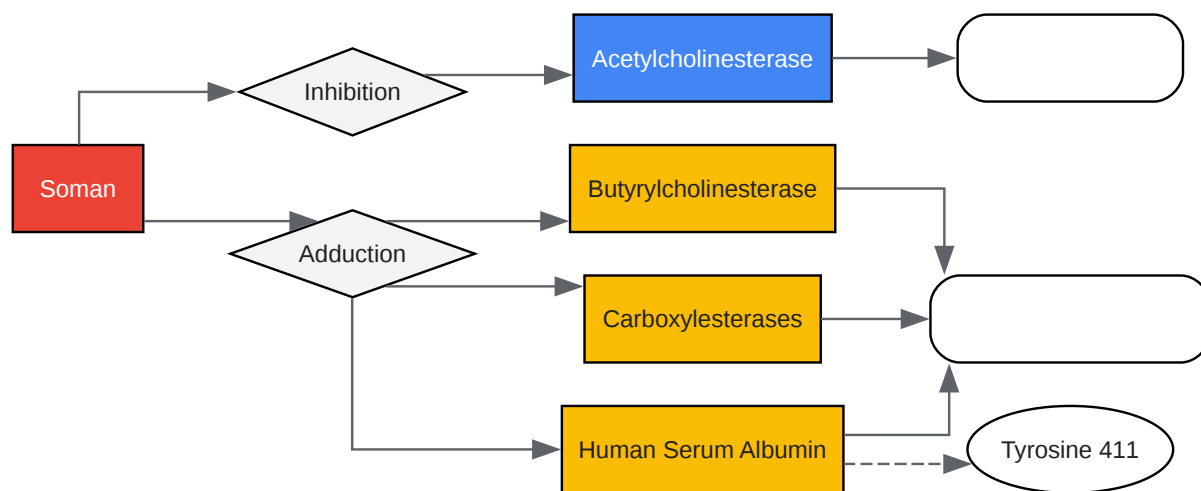 Acetylcholinesterase
Inhibition
Soman
Butyrylcholinesterase
Adduction
Carboxylesterases
Human Serum Albumin
Tyrosine 411